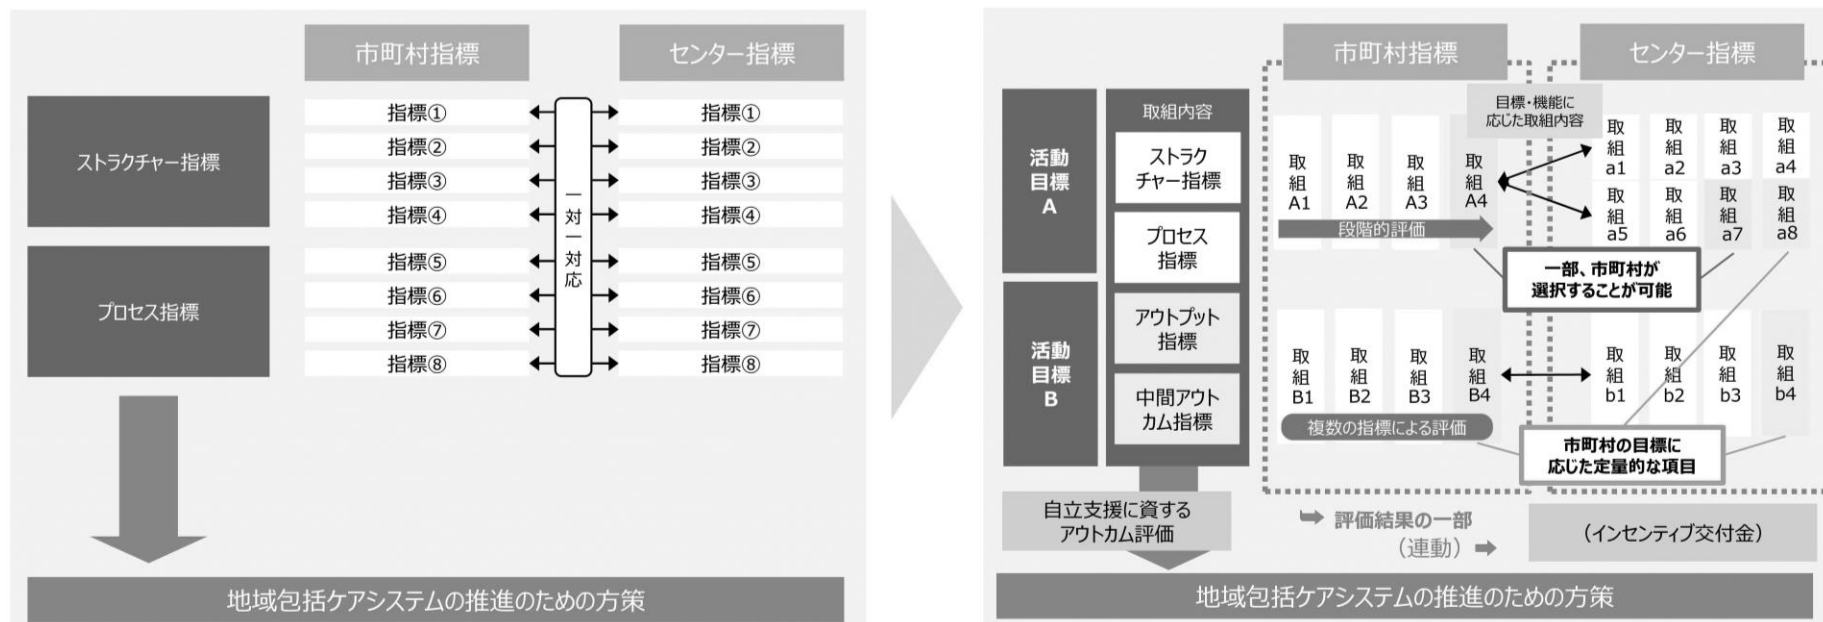 市町村指標
センター指標
ストラクチャー指標
指標①
指標②
指標③
指標④
プロセス指標
指標⑤
指標⑥
指標⑦
指標⑧
一対一対応
指標①
指標②
指標③
指標④
指標⑤
指標⑥
指標⑦
指標⑧
地域包括ケアシステムの推進のための方策
市町村指標
センター指標
活動
目標
A
活動
目標
B
取組内容
ストラク
チャー指標
プロセス
指標
アウトプット
指標
中間アウト
カム指標
目標・機能に
応じた取組内容
取組A1
取組A2
取組A3
取組A4
段階的評価
取組a1
取組a2
取組a3
取組a4
取組a5
取組a6
取組a7
取組a8
一部、市町村が
選択することが可能
取組B1
取組B2
取組B3
取組B4
複数の指標による評価
取組b1
取組b2
取組b3
取組b4
市町村の目標に
応じた定量的な項目
自立支援に資する
アウトカム評価
評価結果の一部
（連動）
（インセンティブ交付金）
地域包括ケアシステムの推進のための方策